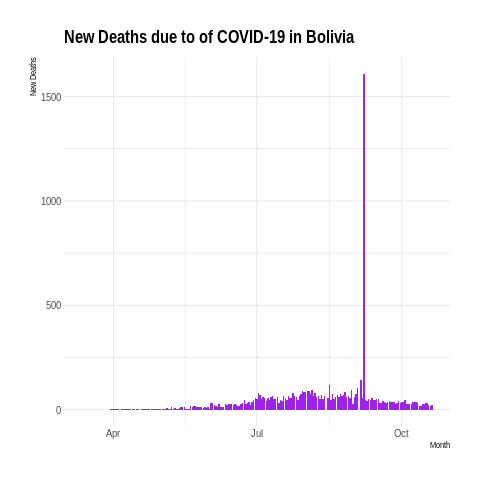 New Deaths due to of COVID-19 in Bolivia
New Deaths
1500
1000
500
0
Apr
Jul
Oct
Month